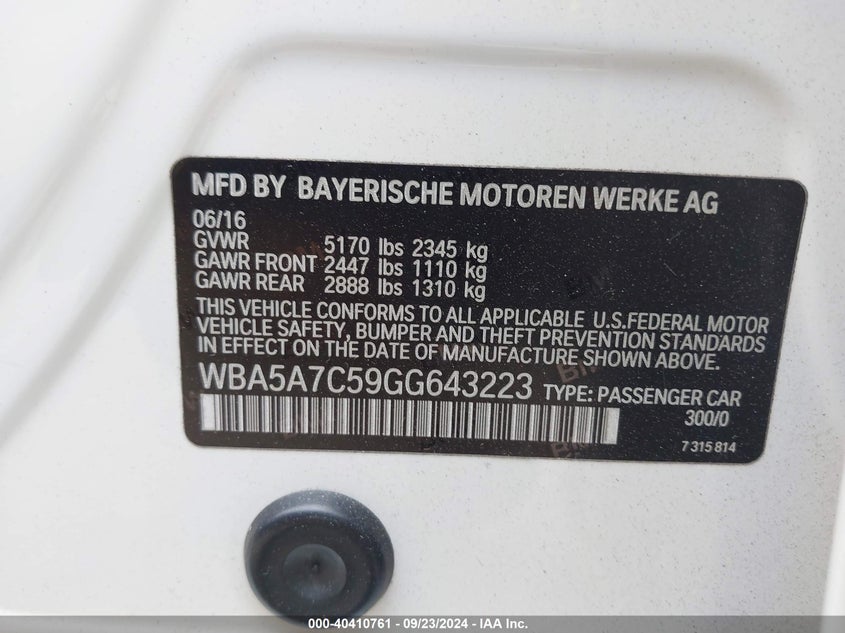 MFD BY BAYERISCHE MOTOREN WERKE AG
06/16
GVWR 5170 lbs 2345 kg
GAWR FRONT 2447 lbs 1110 kg
GAWR REAR 2888 lbs 1310 kg
THIS VEHICLE CONFORMS TO ALL APPLICABLE U.S.FEDERAL MOTOR
VEHICLE SAFETY, BUMPER AND THEFT PREVENTION STANDARDS
IN EFFECT ON THE DATE OF MANUFACTURE SHOWN ABOVE.
WBA5A7C59GG643223 TYPE: PASSENGER CAR
300/0
7 315 814
000-40410761 - 09/23/2024 - IAA Inc.